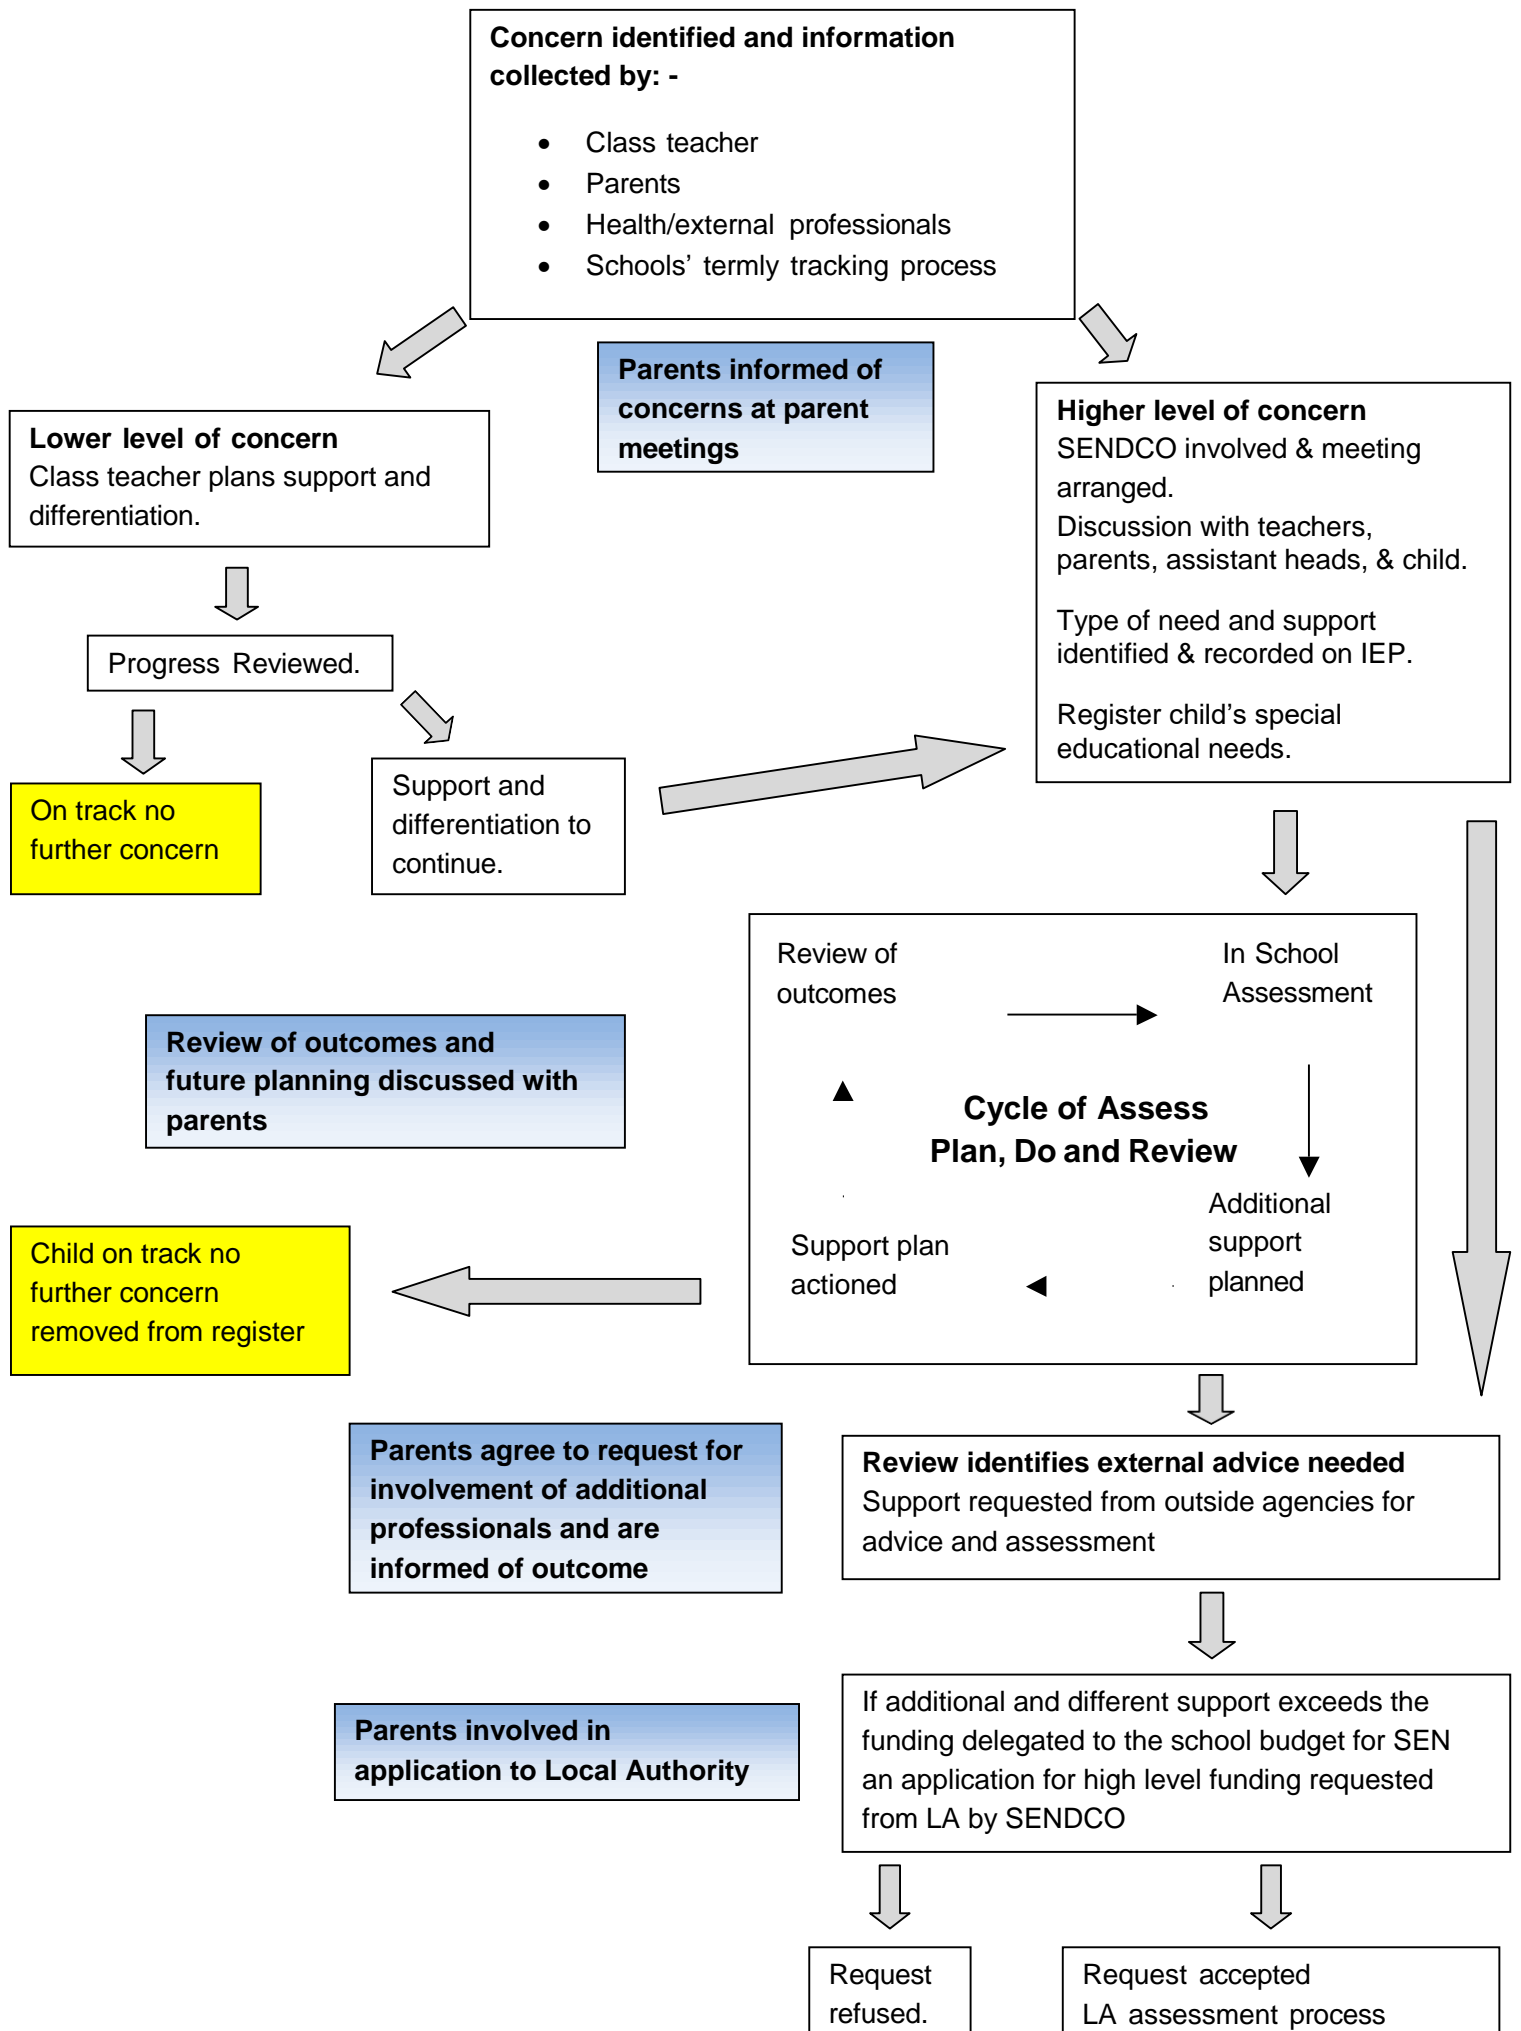 Concern identified and information
collected by: -
• Class teacher
• Parents
• Health/external professionals
• Schools’ termly tracking process
Parents informed of
concerns at parent
meetings
Lower level of concern
Class teacher plans support and
differentiation.
Higher level of concern
SENDCO involved & meeting
arranged.
Discussion with teachers,
parents, assistant heads, & child.
Type of need and support
identified & recorded on IEP.
Register child’s special
educational needs.
Progress Reviewed.
On track no
further concern
Support and
differentiation to
continue.
Review of
outcomes
In School
Assessment
Cycle of Assess
Plan, Do and Review
Additional
support
planned
Support plan
actioned
Review of outcomes and
future planning discussed with
parents
Child on track no
further concern
removed from register
Parents agree to request for
involvement of additional
professionals and are
informed of outcome
Review identifies external advice needed
Support requested from outside agencies for
advice and assessment
Parents involved in
application to Local Authority
If additional and different support exceeds the
funding delegated to the school budget for SEN
an application for high level funding requested
from LA by SENDCO
Request
refused.
Request accepted
LA assessment process